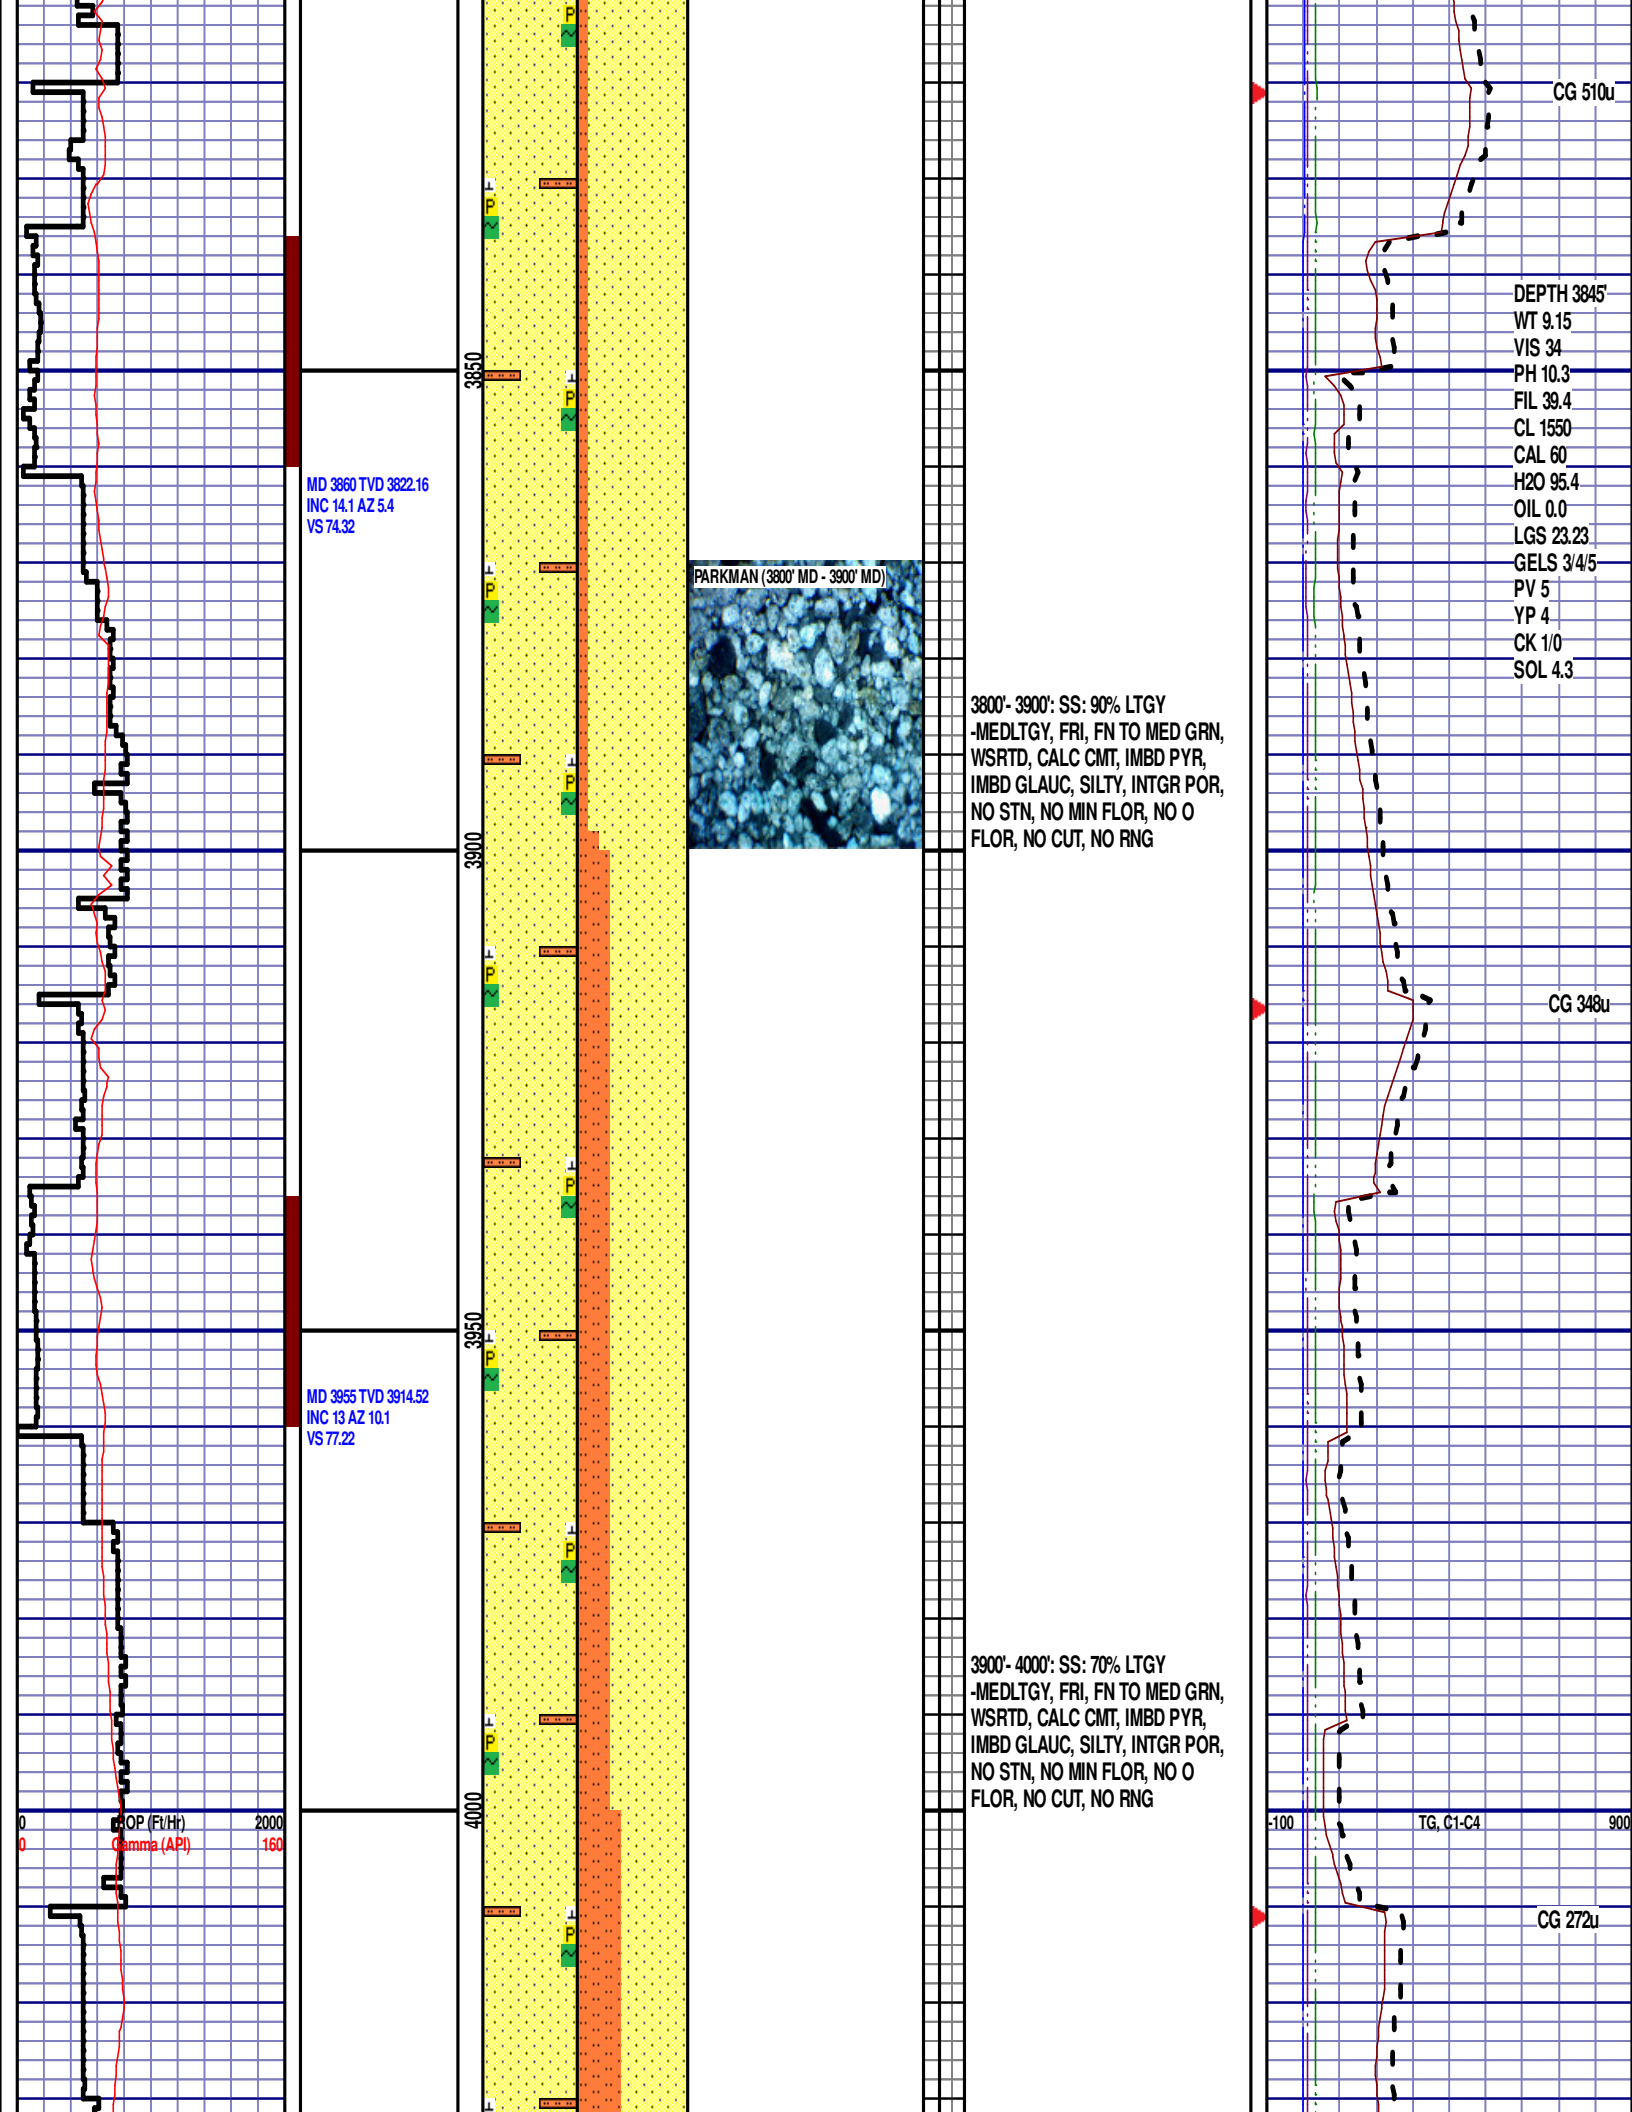 P
CG 510u
P
DEPTH 3845'
WT 9.15
VIS 34
PH 10.3
FIL 39.4
CL 1550
CAL 60
H2O 95.4
OIL 0.0
LGS 23.23
GELS 3/4/5
PV 5
YP 4
CK 1/0
SOL 4.3
3850
P
MD 3860 TVD 3822.16
INC 14.1 AZ 5.4
VS 74.32
P
PARKMAN (3800' MD - 3900' MD)
3800'- 3900': SS: 90% LTGY
-MEDLTGY, FRI, FN TO MED GRN,
WSRTD, CALC CMT, IMBD PYR,
IMBD GLAUC, SILTY, INTGR POR,
NO STN, NO MIN FLOR, NO O
FLOR, NO CUT, NO RNG
P
3900
P
CG 348u
P
3950
P
MD 3955 TVD 3914.52
INC 13 AZ 10.1
VS 77.22
P
3900'- 4000': SS: 70% LTGY
-MEDLTGY, FRI, FN TO MED GRN,
WSRTD, CALC CMT, IMBD PYR,
IMBD GLAUC, SILTY, INTGR POR,
NO STN, NO MIN FLOR, NO O
FLOR, NO CUT, NO RNG
P
4000
0 ROP (Ft/Hr) 2000
0 Gamma (API) 160
-100 TG, C1-C4 900
CG 272u
P